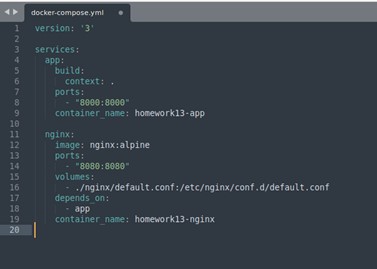 docker-compose.yml
1 version: '3'
2
3 services:
4 app:
5 build:
6 context: .
7 ports:
8 - "8000:8000"
9 container_name: homework13-app
10
11 nginx:
12 image: nginx:alpine
13 ports:
14 - "8080:8080"
15 volumes:
16 - ./nginx/default.conf:/etc/nginx/conf.d/default.conf
17 depends_on:
18 - app
19 container_name: homework13-nginx
20